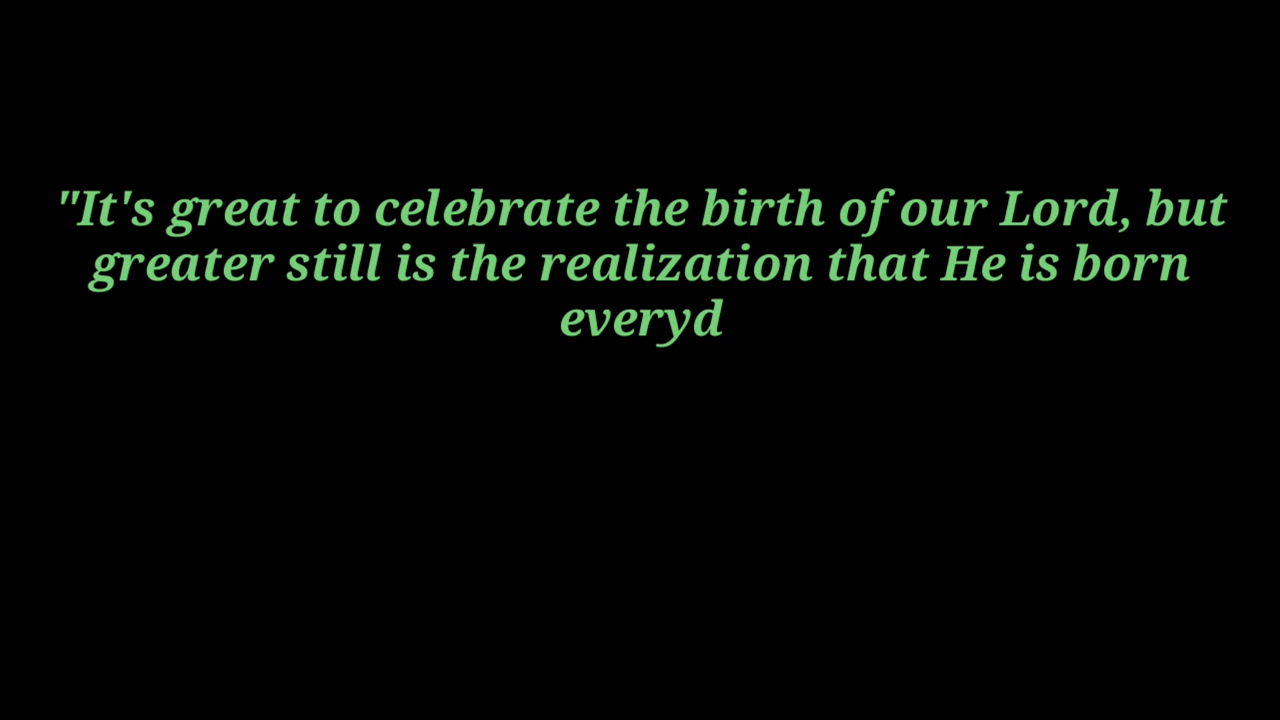 "It's great to celebrate the birth of our Lord, but
greater still is the realization that He is born
everyd